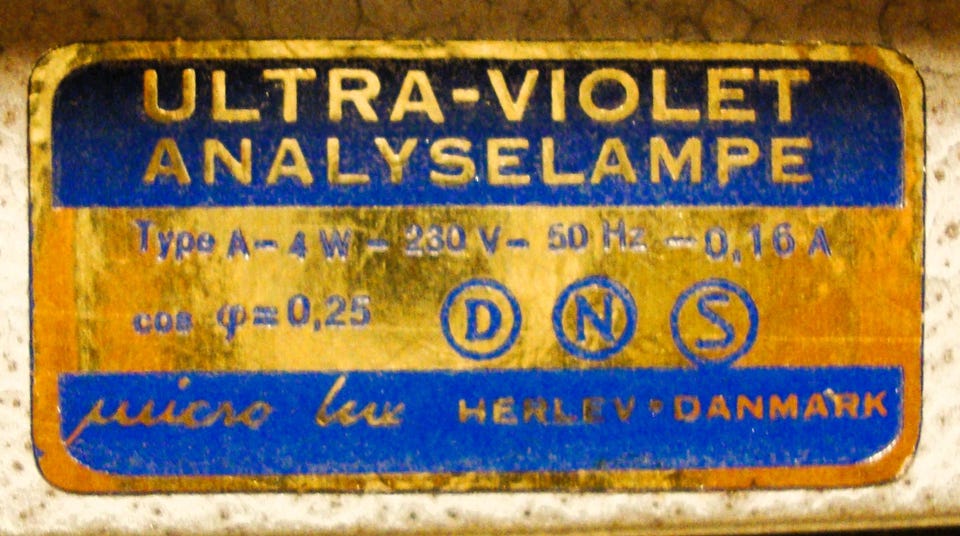 ULTRA-VIOLET
ANALYSELAMPE
Type A-4 W - 230 V- 50 Hz - 0,16 A
cos φ=0,25 D N S
micro lux HERLEV • DANMARK